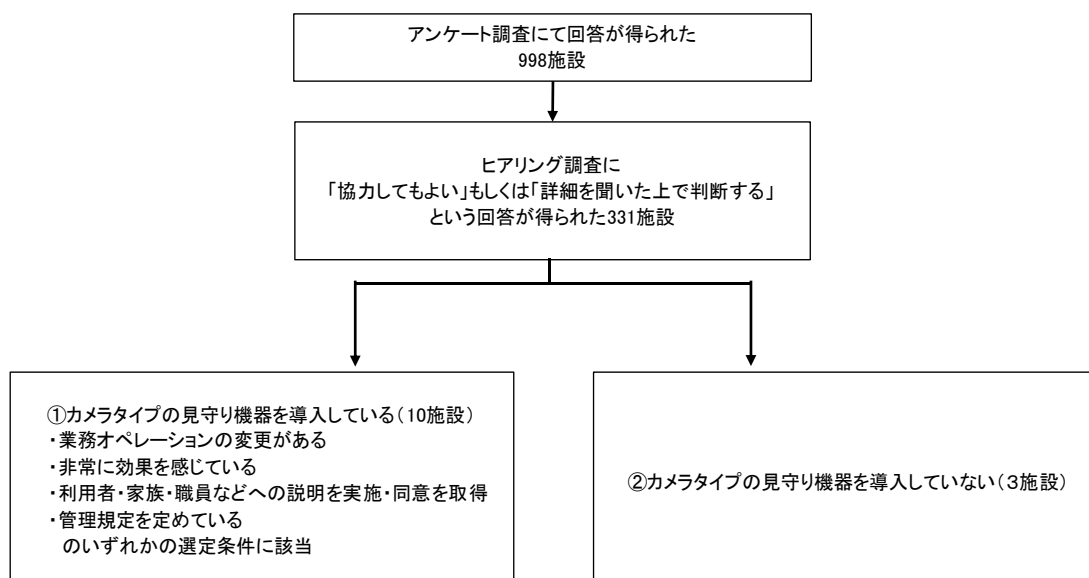 アンケート調査にて回答が得られた
998施設
ヒアリング調査に
「協力してもよい」もしくは「詳細を聞いた上で判断する」
という回答が得られた331施設
①カメラタイプの見守り機器を導入している（10施設）
・業務オペレーションの変更がある
・非常に効果を感じている
・利用者・家族・職員などへの説明を実施・同意を取得
・管理規定を定めている
のいずれかの選定条件に該当
②カメラタイプの見守り機器を導入していない（３施設）